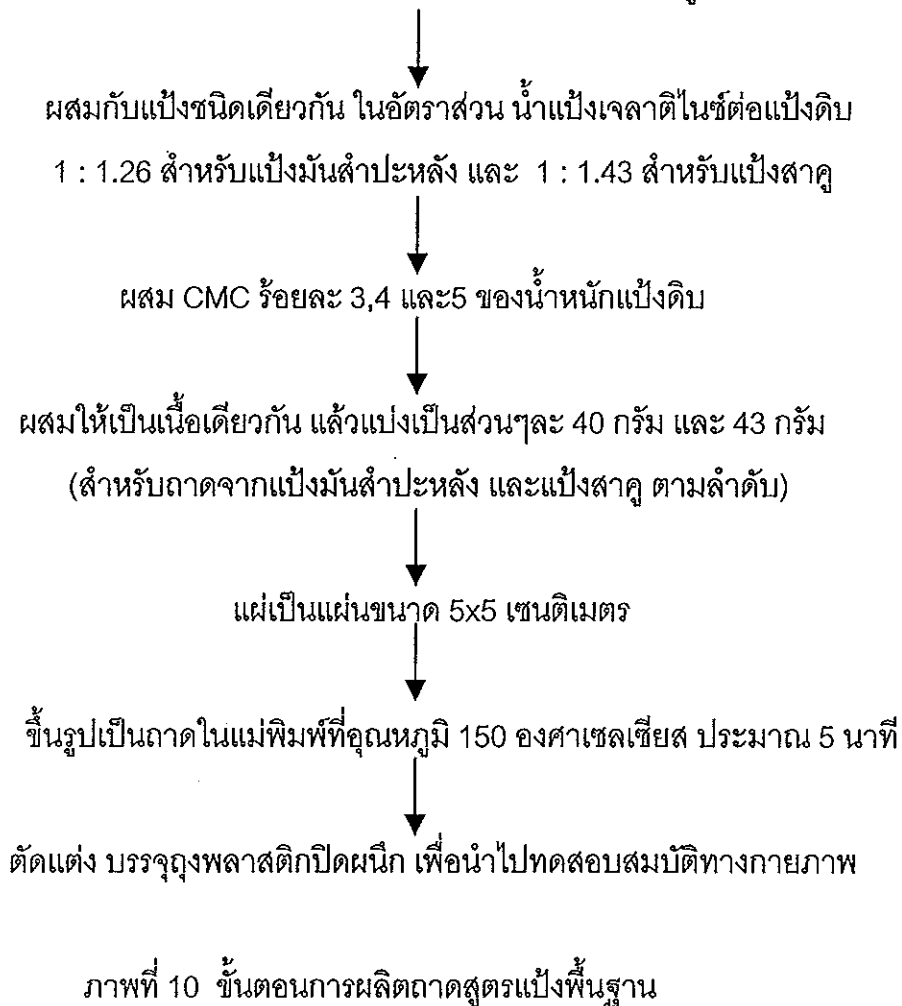 ผสมกับแป้งชนิดเดียวกัน ในอัตราส่วน น้ำแป้งเจลาติไนซ์ต่อแป้งดิบ
1 : 1.26 สำหรับแป้งมันสำปะหลัง และ 1 : 1.43 สำหรับแป้งสาคู
ผสม CMC ร้อยละ 3,4 และ5 ของน้ำหนักแป้งดิบ
ผสมให้เป็นเนื้อเดียวกัน แล้วแบ่งเป็นส่วนๆละ 40 กรัม และ 43 กรัม
(สำหรับถาดจากแป้งมันสำปะหลัง และแป้งสาคู ตามลำดับ)
แผ่เป็นแผ่นขนาด 5x5 เซนติเมตร
ขึ้นรูปเป็นถาดในแม่พิมพ์ที่อุณหภูมิ 150 องศาเซลเซียส ประมาณ 5 นาที
ตัดแต่ง บรรจุถุงพลาสติกปิดผนึก เพื่อนำไปทดสอบสมบัติทางกายภาพ
ภาพที่ 10 ขั้นตอนการผลิตถาดสูตรแป้งพื้นฐาน